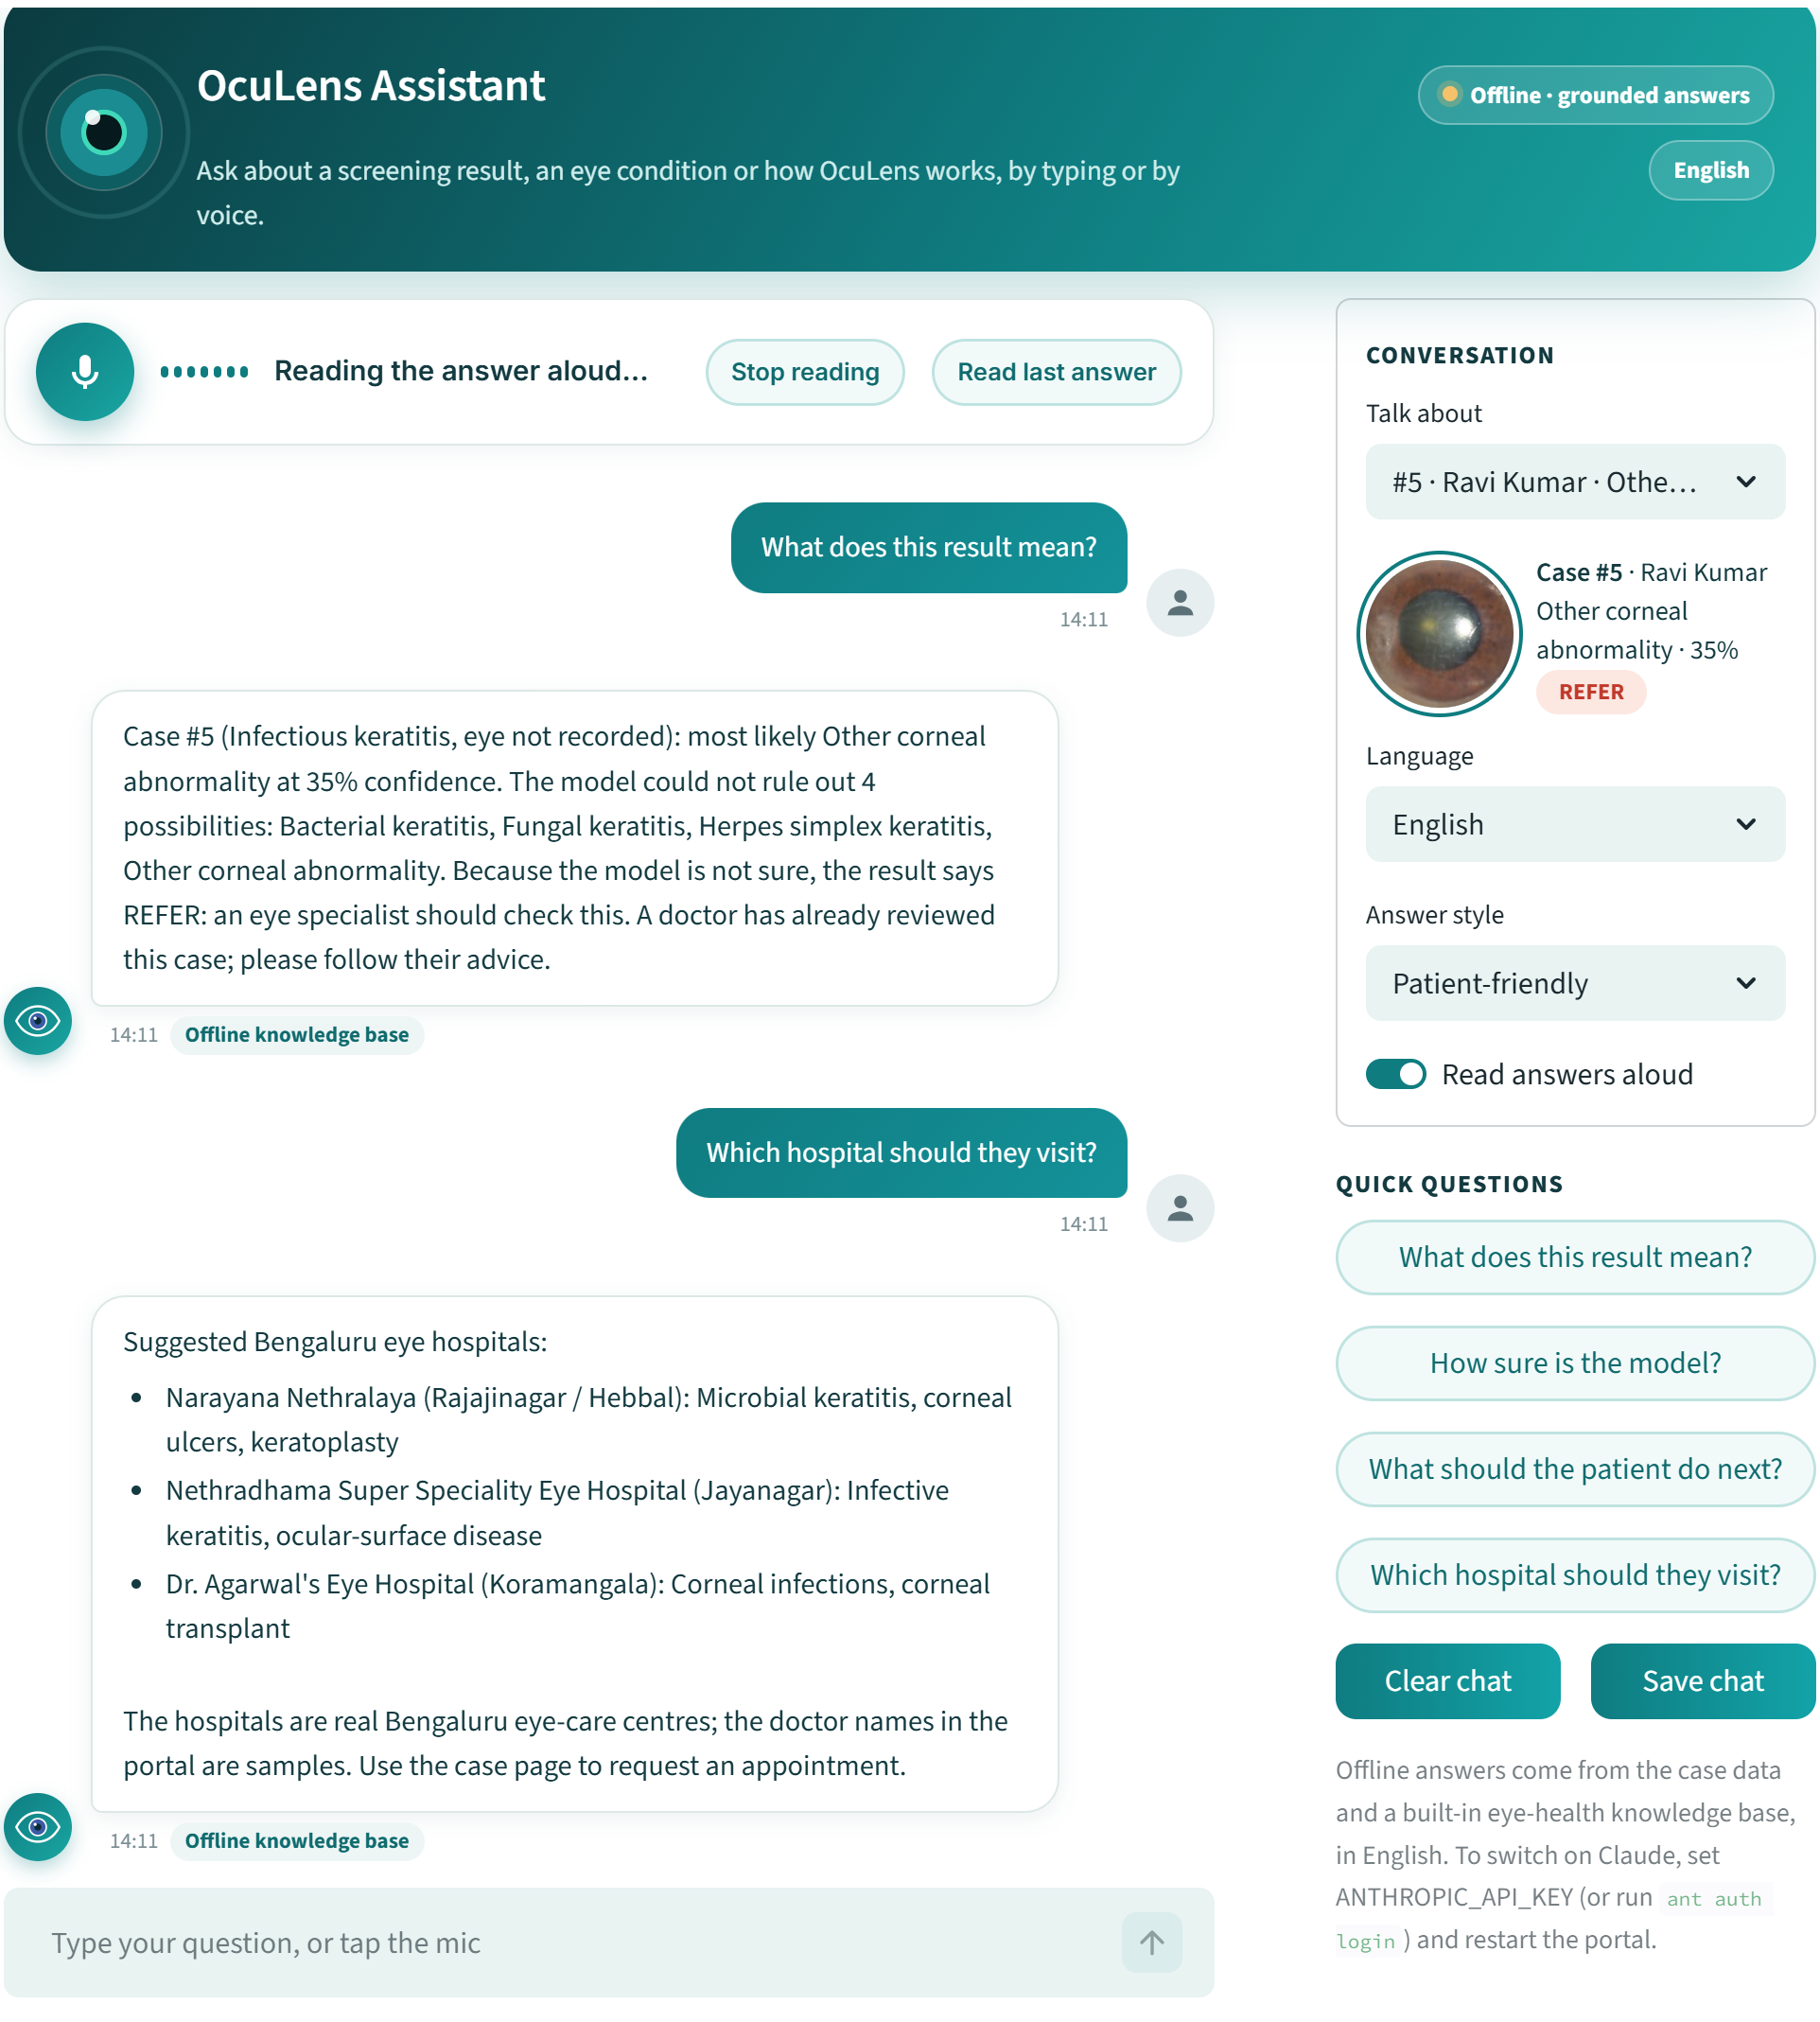 OcuLens Assistant
Ask about a screening result, an eye condition or how OcuLens works, by typing or by
voice.
Offline · grounded answers
English
Reading the answer aloud...
Stop reading
Read last answer
What does this result mean?
14:11
Case #5 (Infectious keratitis, eye not recorded): most likely Other corneal
abnormality at 35% confidence. The model could not rule out 4
possibilities: Bacterial keratitis, Fungal keratitis, Herpes simplex keratitis,
Other corneal abnormality. Because the model is not sure, the result says
REFER: an eye specialist should check this. A doctor has already reviewed
this case; please follow their advice.
14:11 Offline knowledge base
Which hospital should they visit?
14:11
Suggested Bengaluru eye hospitals:
• Narayana Nethralaya (Rajajinagar / Hebbal): Microbial keratitis, corneal
ulcers, keratoplasty
• Nethradhama Super Speciality Eye Hospital (Jayanagar): Infective
keratitis, ocular-surface disease
• Dr. Agarwal's Eye Hospital (Koramangala): Corneal infections, corneal
transplant
The hospitals are real Bengaluru eye-care centres; the doctor names in the
portal are samples. Use the case page to request an appointment.
14:11 Offline knowledge base
Type your question, or tap the mic
CONVERSATION
Talk about
#5 · Ravi Kumar · Othe...
Case #5 · Ravi Kumar
Other corneal
abnormality · 35%
REFER
Language
English
Answer style
Patient-friendly
Read answers aloud
QUICK QUESTIONS
What does this result mean?
How sure is the model?
What should the patient do next?
Which hospital should they visit?
Clear chat
Save chat
Offline answers come from the case data
and a built-in eye-health knowledge base,
in English. To switch on Claude, set
ANTHROPIC_API_KEY (or run ant auth
login ) and restart the portal.